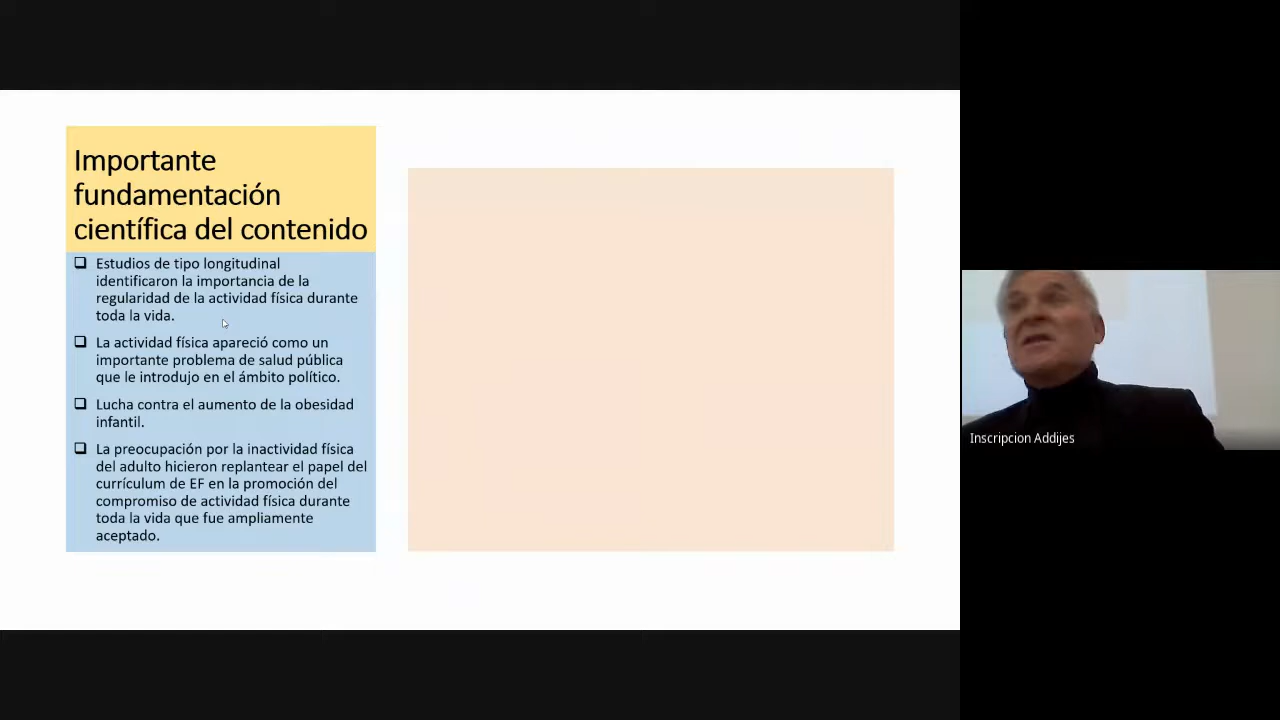 Importante
fundamentación
científica del contenido
Estudios de tipo longitudinal
identificaron la importancia de la
regularidad de la actividad física durante
toda la vida.
La actividad física apareció como un
importante problema de salud pública
que le introdujo en el ámbito político.
Lucha contra el aumento de la obesidad
infantil.
La preocupación por la inactividad física
del adulto hicieron replantear el papel del
currículum de EF en la promoción del
compromiso de actividad física durante
toda la vida que fue ampliamente
aceptado.
Inscripcion Addijes